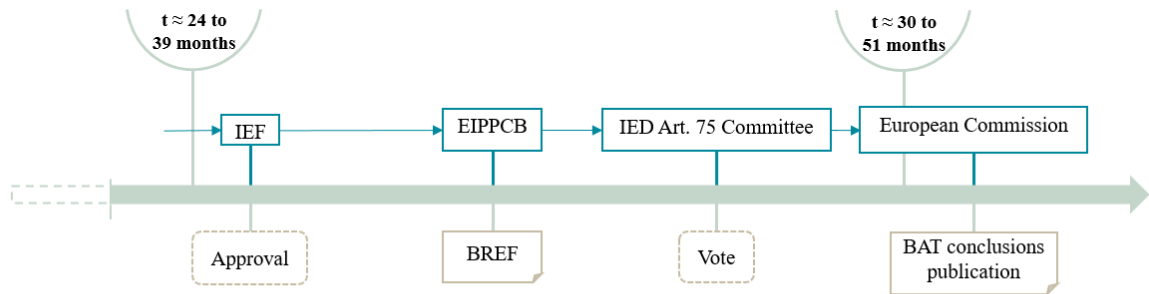 t ≈ 24 to
39 months
t ≈ 30 to
51 months
IEF
EIPPCB
IED Art. 75 Committee
European Commission
Approval
BREF
Vote
BAT conclusions
publication